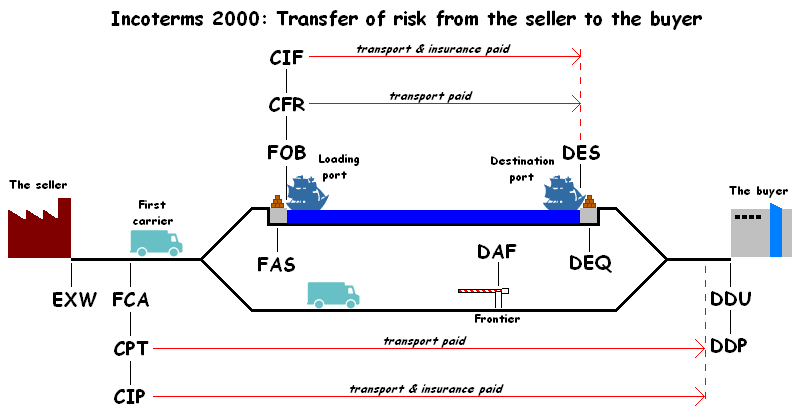 Incoterms 2000: Transfer of risk from the seller to the buyer
CIF
transport & insurance paid
CFR
transport paid
FOB
Loading
port
Destination
port
DES
The seller
First
carrier
The buyer
FAS
DAF
DEQ
EXW
FCA
Frontier
DDU
CPT
transport paid
DDP
CIP
transport & insurance paid